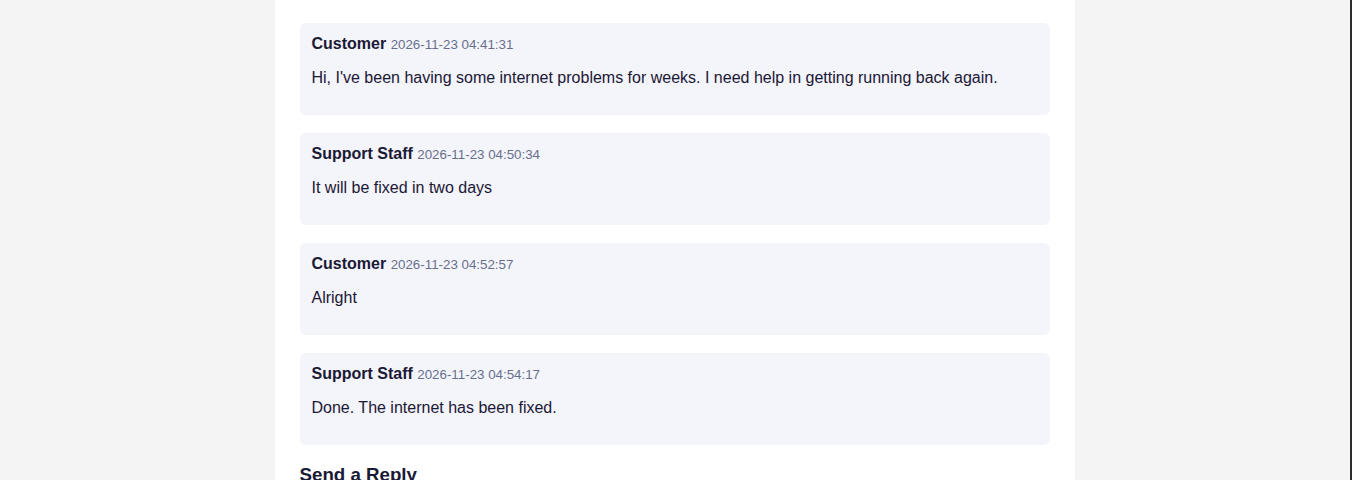 Customer 2026-11-23 04:41:31
Hi, I've been having some internet problems for weeks. I need help in getting running back again.
Support Staff 2026-11-23 04:50:34
It will be fixed in two days
Customer 2026-11-23 04:52:57
Alright
Support Staff 2026-11-23 04:54:17
Done. The internet has been fixed.
Send a Reply